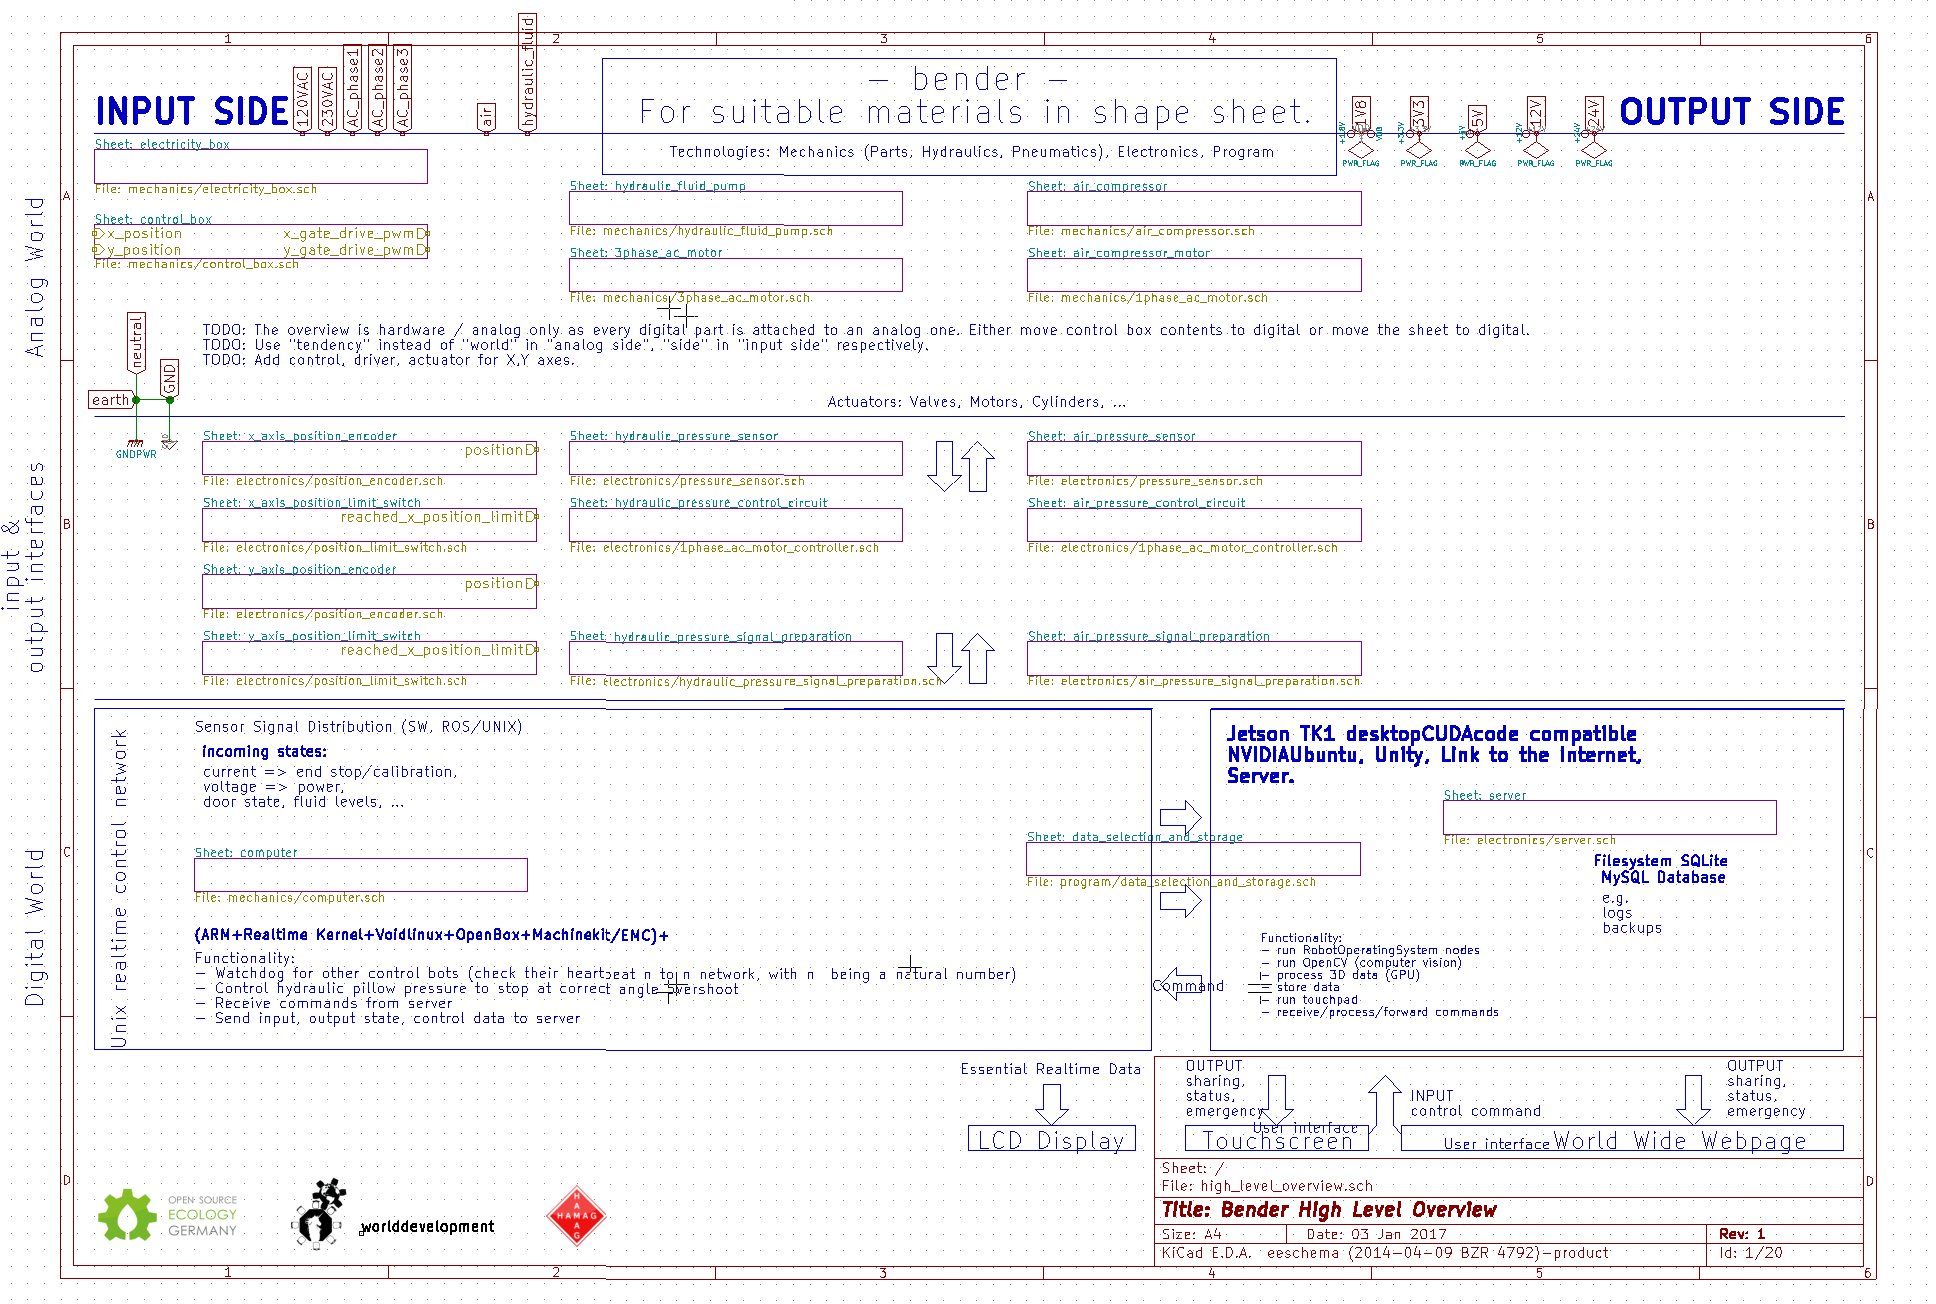 1 2 3 4 5 6
hydraulic_fluid
INPUT SIDE
120VAC
230VAC
AC_phase1
AC_phase2
AC_phase3
air
- bender -
For suitable materials in shape sheet.
Technologies: Mechanics (Parts, Hydraulics, Pneumatics), Electronics, Program
1V8
3V3
5V
12V
24V
PWR_FLAG PWR_FLAG PWR_FLAG PWR_FLAG PWR_FLAG
OUTPUT SIDE
Analog World
A
A
Sheet: electricity_box
File: mechanics/electricity_box.sch
Sheet: control_box
x_position x_gate_drive_pwm
y_position y_gate_drive_pwm
File: mechanics/control_box.sch
Sheet: hydraulic_fluid_pump
File: mechanics/hydraulic_fluid_pump.sch
Sheet: 3phase_ac_motor
File: mechanics/3phase_ac_motor.sch
Sheet: air_compressor
File: mechanics/air_compressor.sch
Sheet: air_compressor_motor
File: mechanics/1phase_ac_motor.sch
TODO: The overview is hardware / analog only as every digital part is attached to an analog one. Either move control box contents to digital or move the sheet to digital.
TODO: Use "tendency" instead of "world" in "analog side", "side" in "input side" respectively.
TODO: Add control, driver, actuator for X,Y axes.
neutral
GND
earth
GNDPWR
Actuators: Valves, Motors, Cylinders, ...
input &
output interfaces
B
B
Sheet: x_axis_position_encoder
position
File: electronics/position_encoder.sch
Sheet: x_axis_position_limit_switch
reached_x_position_limit
File: electronics/position_limit_switch.sch
Sheet: y_axis_position_encoder
position
File: electronics/position_encoder.sch
Sheet: y_axis_position_limit_switch
reached_x_position_limit
File: electronics/position_limit_switch.sch
Sheet: hydraulic_pressure_sensor
File: electronics/pressure_sensor.sch
Sheet: hydraulic_pressure_control_circuit
File: electronics/1phase_ac_motor_controller.sch
Sheet: hydraulic_pressure_signal_preparation
File: electronics/hydraulic_pressure_signal_preparation.sch
Sheet: air_pressure_sensor
File: electronics/pressure_sensor.sch
Sheet: air_pressure_control_circuit
File: electronics/1phase_ac_motor_controller.sch
Sheet: air_pressure_signal_preparation
File: electronics/air_pressure_signal_preparation.sch
Digital World
C
C
Unix realtime control network
Sensor Signal Distribution (SW, ROS/UNIX)
incoming states:
current => end stop/calibration,
voltage => power,
door state, fluid levels, ...
Sheet: computer
File: mechanics/computer.sch
(ARM+Realtime Kernel+Voidlinux+OpenBox+Machinekit/EMC)+
Functionality:
- Watchdog for other control bots (check their heartbeat n to n network, with n being a natural number)
- Control hydraulic pillow pressure to stop at correct angle overshoot
- Receive commands from server
- Send input, output state, control data to server
Sheet: data_selection_and_storage
File: program/data_selection_and_storage.sch
Command
Jetson TK1 desktopCUDAcode compatible
NVIDIAUbuntu, Unity, Link to the Internet,
Server.
Sheet: server
File: electronics/server.sch
Filesystem SQLite
MySQL Database
e.g.
logs
backups
Functionality:
- run RobotOperatingSystem nodes
- run OpenCV (computer vision)
- process 3D data (GPU)
- store data
- run touchpad
- receive/process/forward commands
Essential Realtime Data
LCD Display
OUTPUT
sharing,
status,
emergency
User interface
Touchscreen
INPUT
control command
OUTPUT
sharing,
status,
emergency
User interface World Wide Webpage
D
D
OPEN SOURCE
ECOLOGY
GERMANY
worlddevelopment
HAMAG
HAMAG
Sheet: /
File: high_level_overview.sch
Title: Bender High Level Overview
Size: A4 Date: 03 Jan 2017 Rev: 1
KiCad E.D.A. eeschema (2014-04-09 BZR 4792)-product Id: 1/20
1 2 3 4 5 6